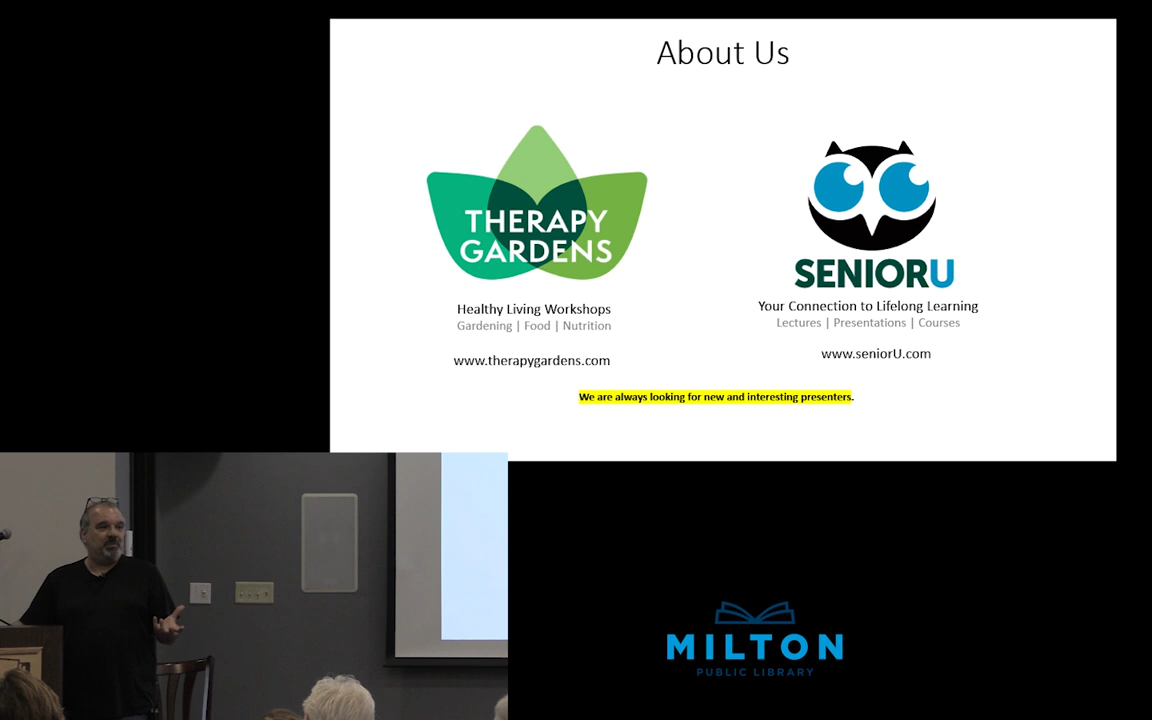 About Us
THERAPY
GARDENS
Healthy Living Workshops
Gardening | Food | Nutrition
www.therapygardens.com
SENIORU
Your Connection to Lifelong Learning
Lectures | Presentations | Courses
www.seniorU.com
We are always looking for new and interesting presenters.
MILTON
PUBLIC LIBRARY